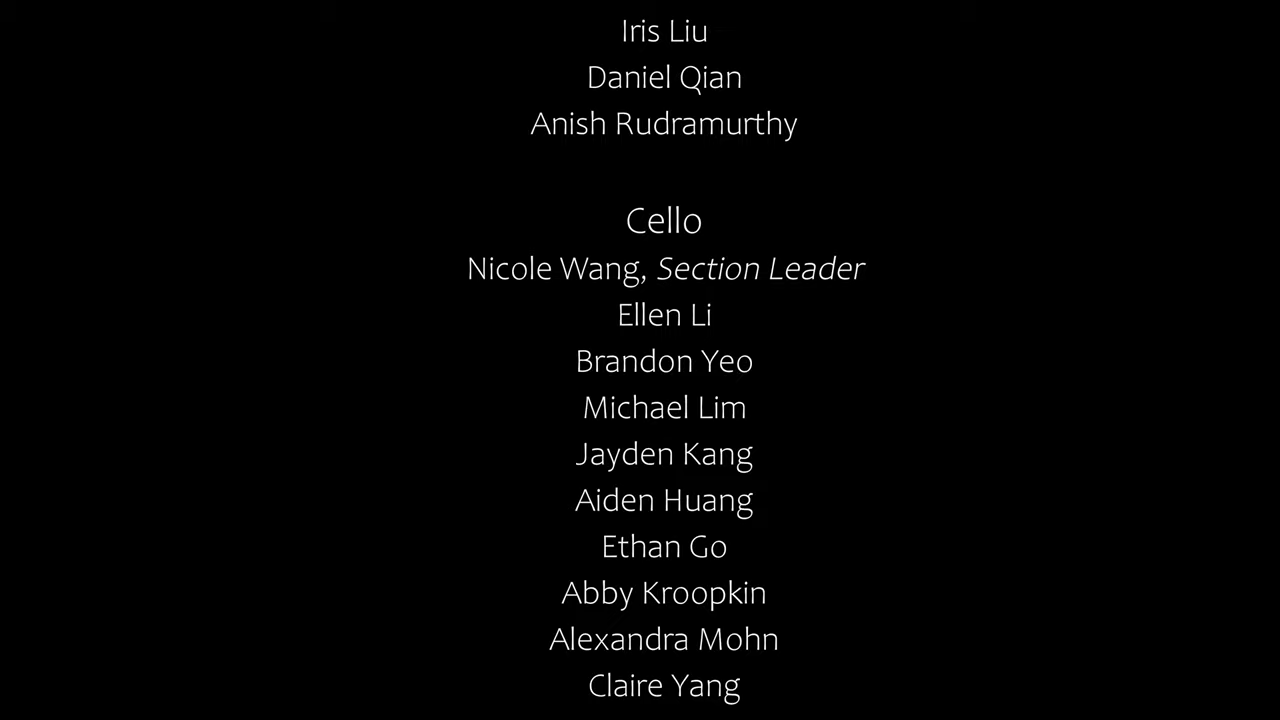 Iris Liu
Daniel Qian
Anish Rudramurthy
Cello
Nicole Wang, Section Leader
Ellen Li
Brandon Yeo
Michael Lim
Jayden Kang
Aiden Huang
Ethan Go
Abby Kroopkin
Alexandra Mohn
Claire Yang